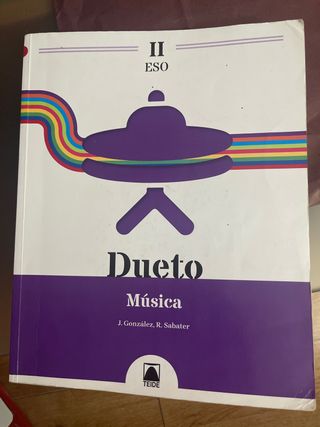 II
ESO
Dueto
Música
J. González, R. Sabater
TEIDE